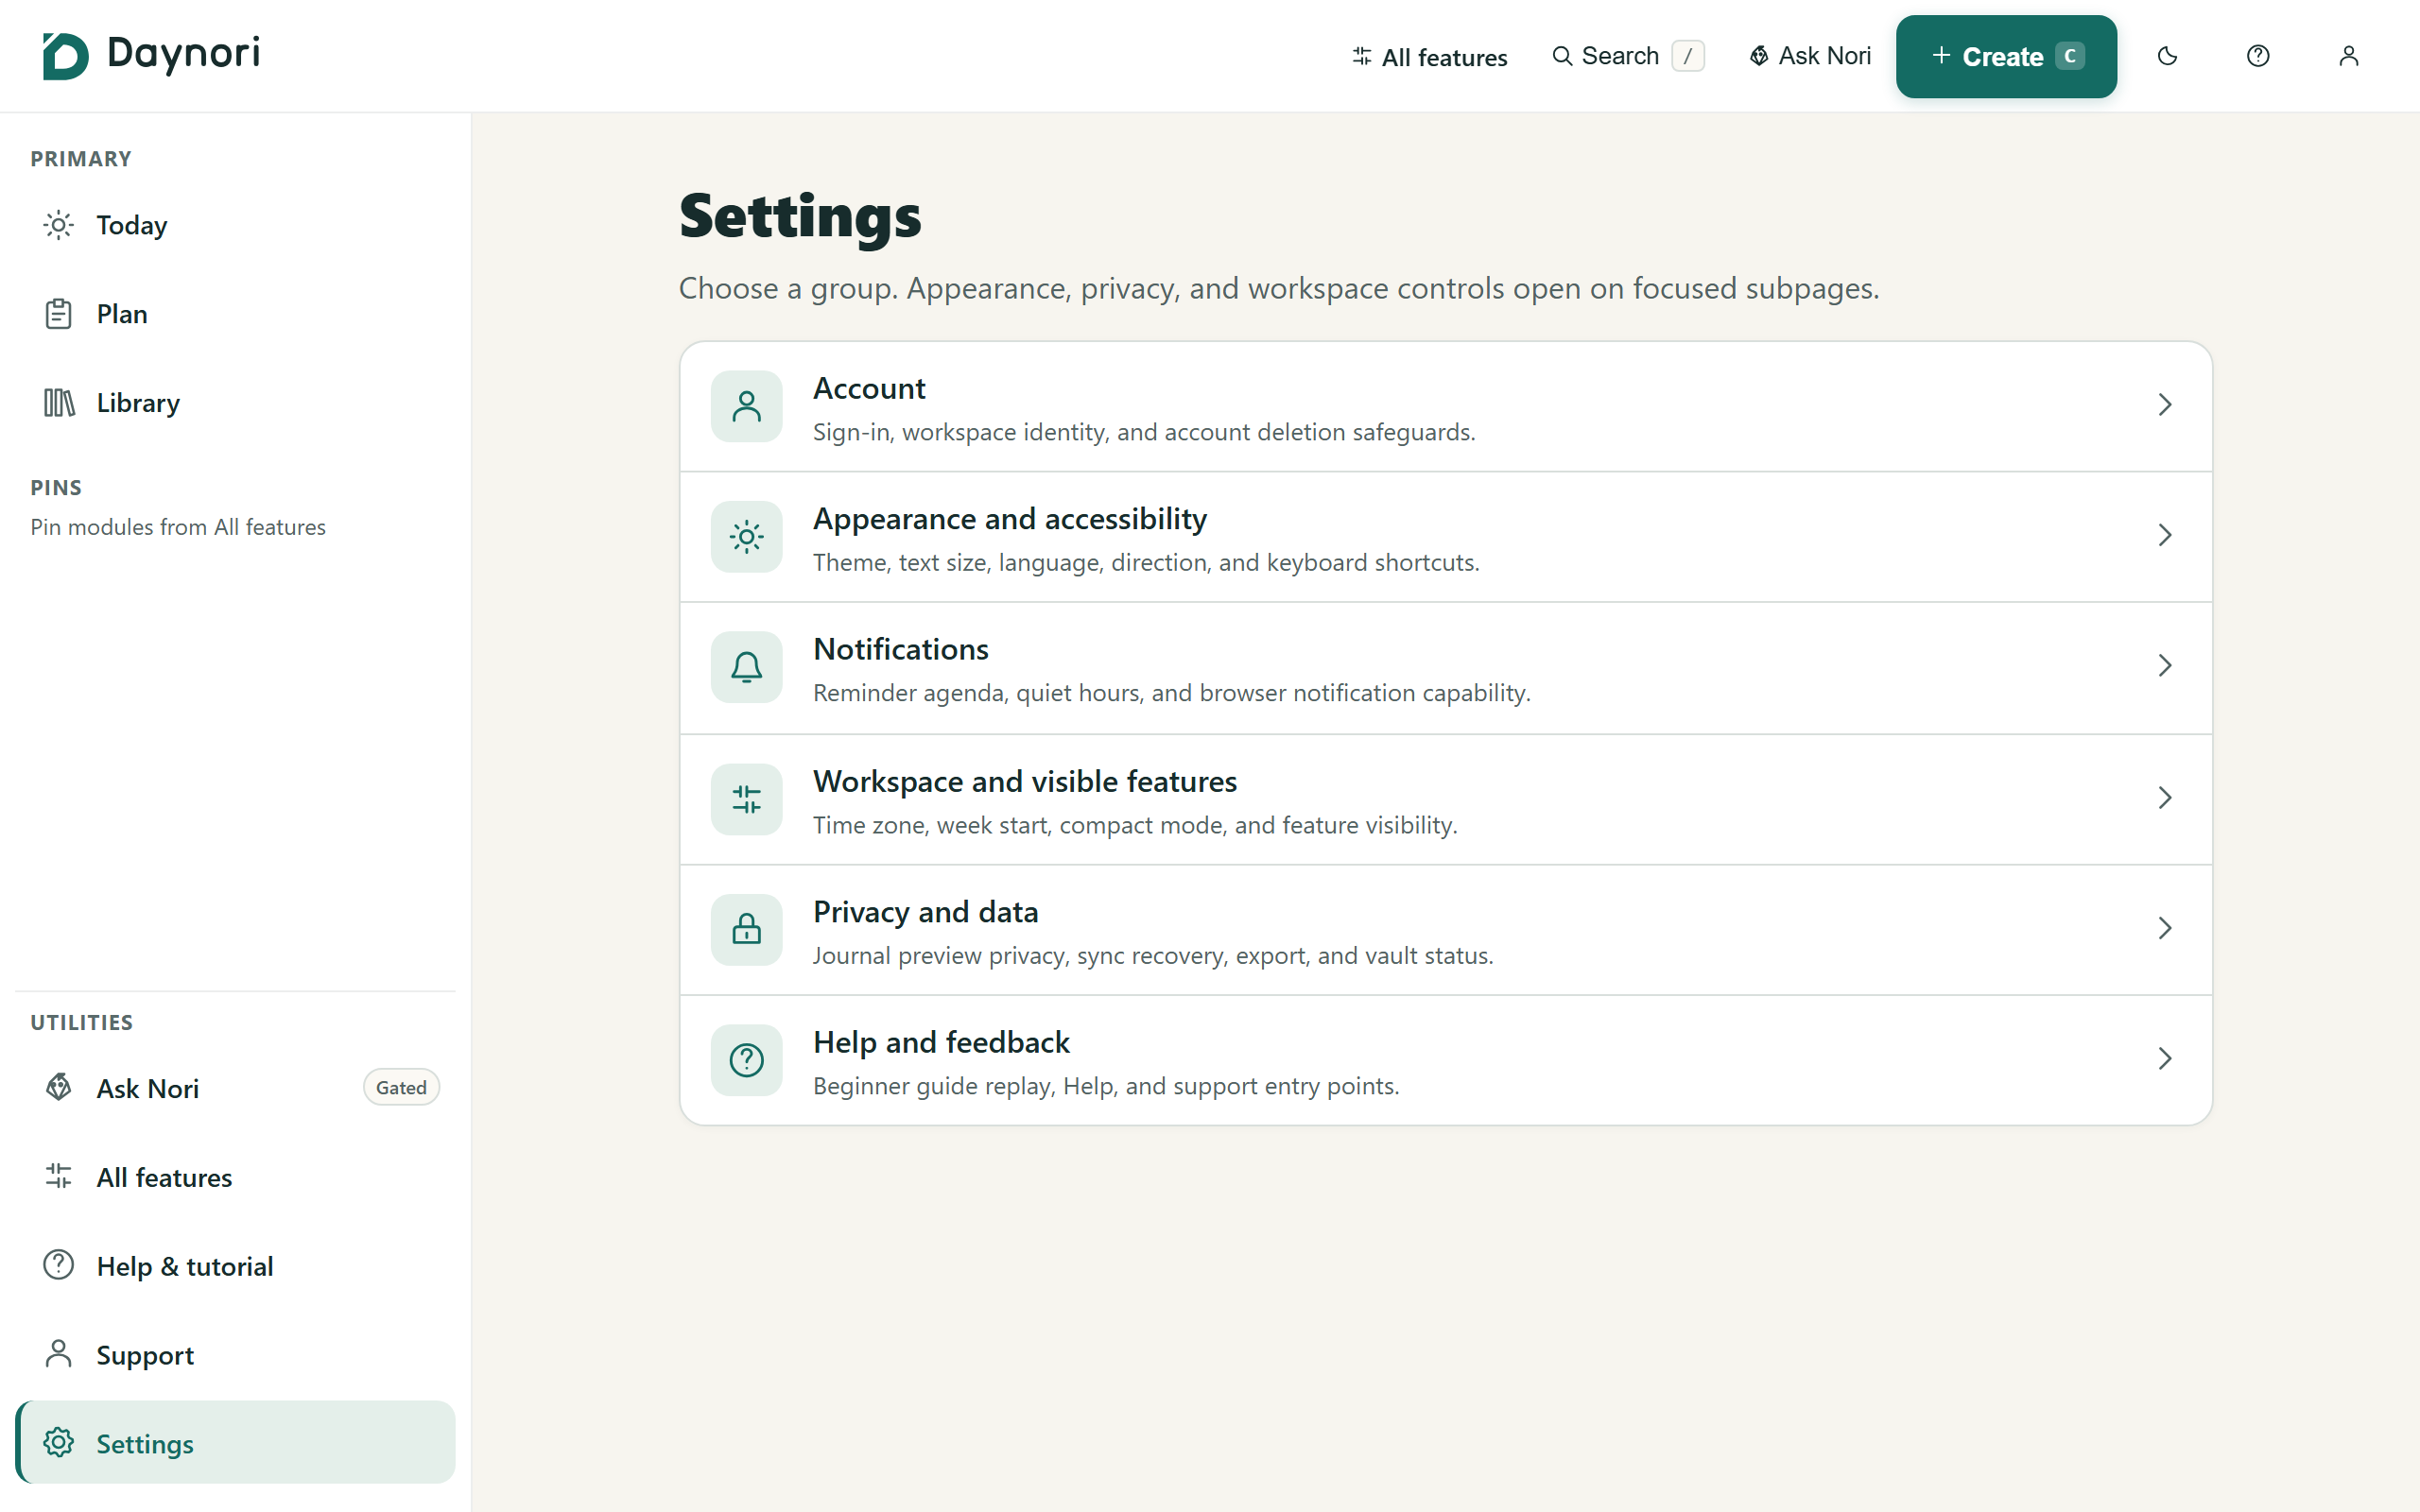 Daynori
All features
Search /
Ask Nori
+ Create C
PRIMARY
Today
Plan
Library
PINS
Pin modules from All features
UTILITIES
Ask Nori Gated
All features
Help & tutorial
Support
Settings
Settings
Choose a group. Appearance, privacy, and workspace controls open on focused subpages.
Account
Sign-in, workspace identity, and account deletion safeguards.
Appearance and accessibility
Theme, text size, language, direction, and keyboard shortcuts.
Notifications
Reminder agenda, quiet hours, and browser notification capability.
Workspace and visible features
Time zone, week start, compact mode, and feature visibility.
Privacy and data
Journal preview privacy, sync recovery, export, and vault status.
Help and feedback
Beginner guide replay, Help, and support entry points.